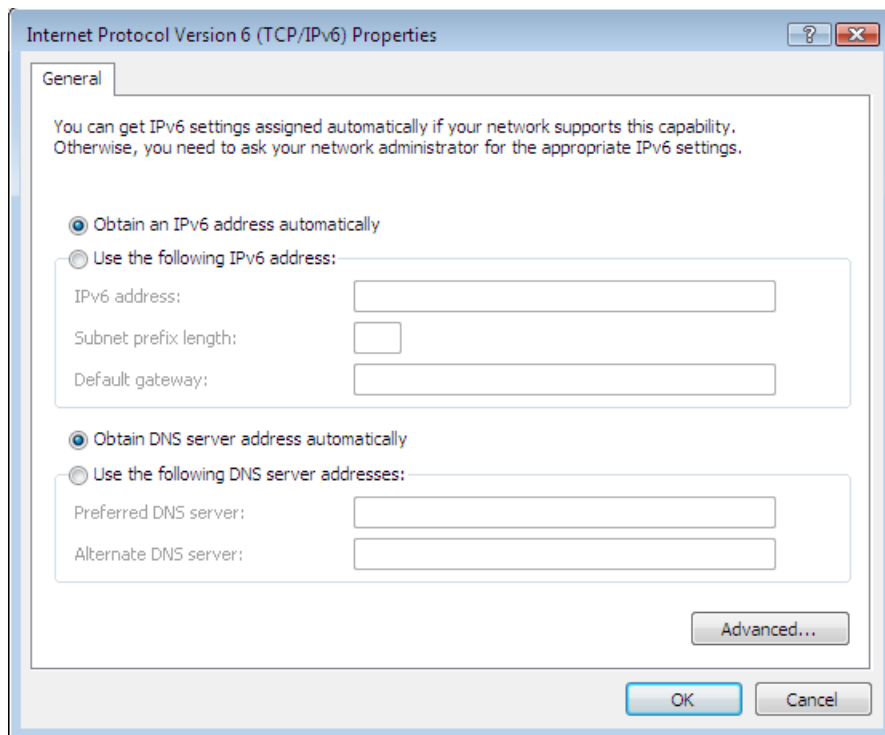 Internet Protocol Version 6 (TCP/IPv6) Properties
?
General
You can get IPv6 settings assigned automatically if your network supports this capability.
Otherwise, you need to ask your network administrator for the appropriate IPv6 settings.
Obtain an IPv6 address automatically
Use the following IPv6 address:
IPv6 address:
Subnet prefix length:
Default gateway:
Obtain DNS server address automatically
Use the following DNS server addresses:
Preferred DNS server:
Alternate DNS server:
Advanced...
OK Cancel